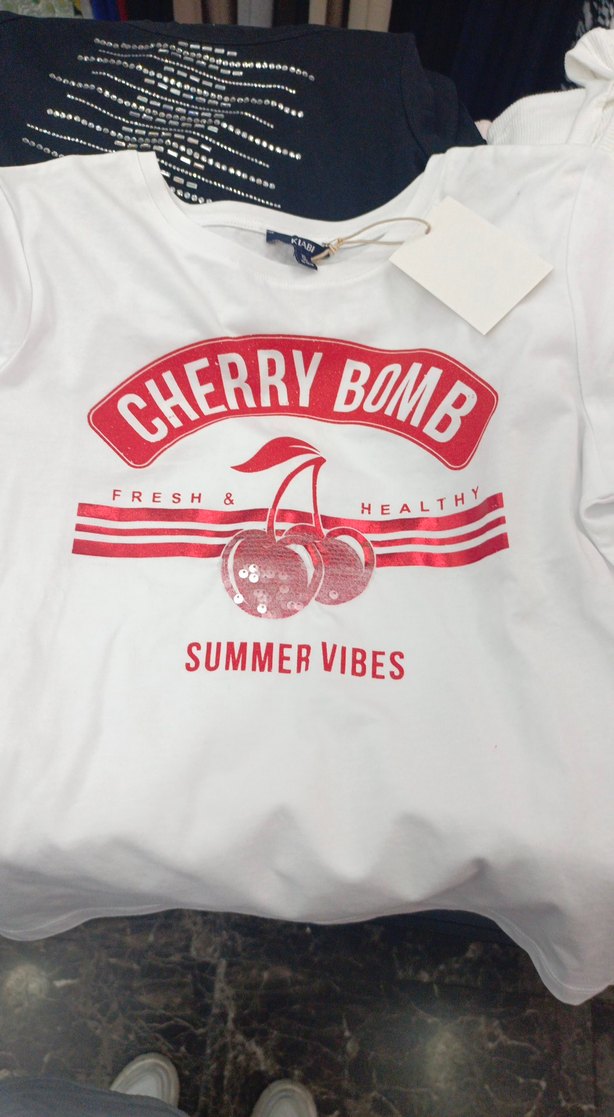 KIABI
CHERRY BOMB
FRESH & HEALTHY
SUMMER VIBES